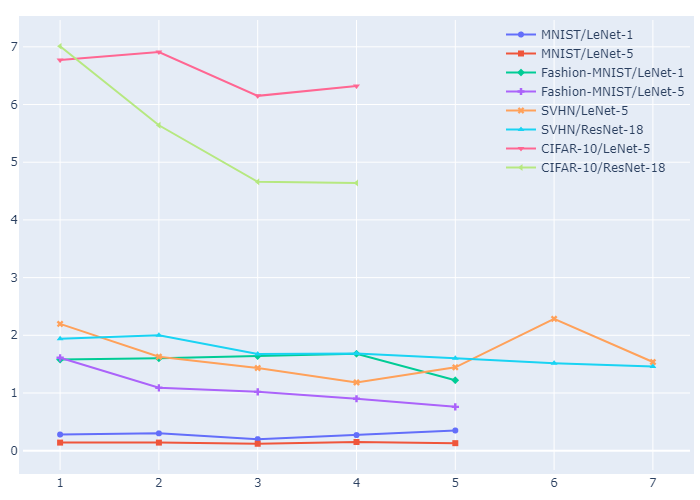 MNIST/LeNet-1
MNIST/LeNet-5
Fashion-MNIST/LeNet-1
Fashion-MNIST/LeNet-5
SVHN/LeNet-5
SVHN/ResNet-18
CIFAR-10/LeNet-5
CIFAR-10/ResNet-18
7
6
5
4
3
2
1
0
1 2 3 4 5 6 7